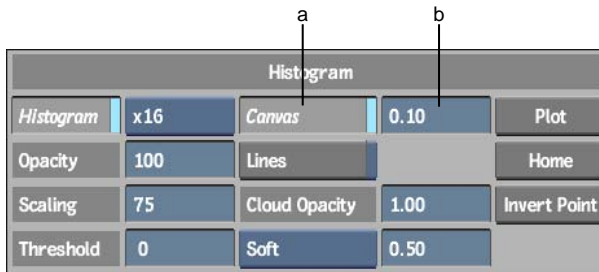 a b
Histogram
Histogram x16 Canvas 0.10 Plot
Opacity 100 Lines Home
Scaling 75 Cloud Opacity 1.00 Invert Point
Threshold 0 Soft 0.50